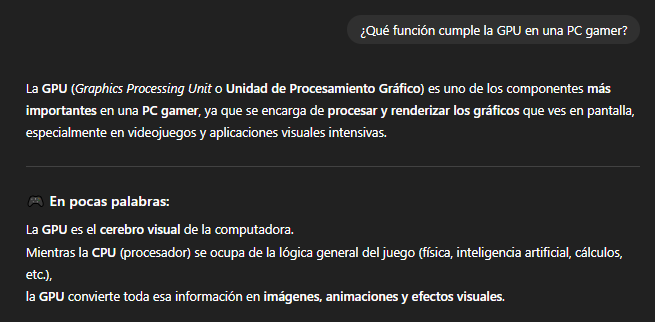 ¿Qué función cumple la GPU en una PC gamer?
La GPU (Graphics Processing Unit o Unidad de Procesamiento Gráfico) es uno de los componentes más
importantes en una PC gamer, ya que se encarga de procesar y renderizar los gráficos que ves en pantalla,
especialmente en videojuegos y aplicaciones visuales intensivas.
🎮 En pocas palabras:
La GPU es el cerebro visual de la computadora.
Mientras la CPU (procesador) se ocupa de la lógica general del juego (física, inteligencia artificial, cálculos,
etc.),
la GPU convierte toda esa información en imágenes, animaciones y efectos visuales.